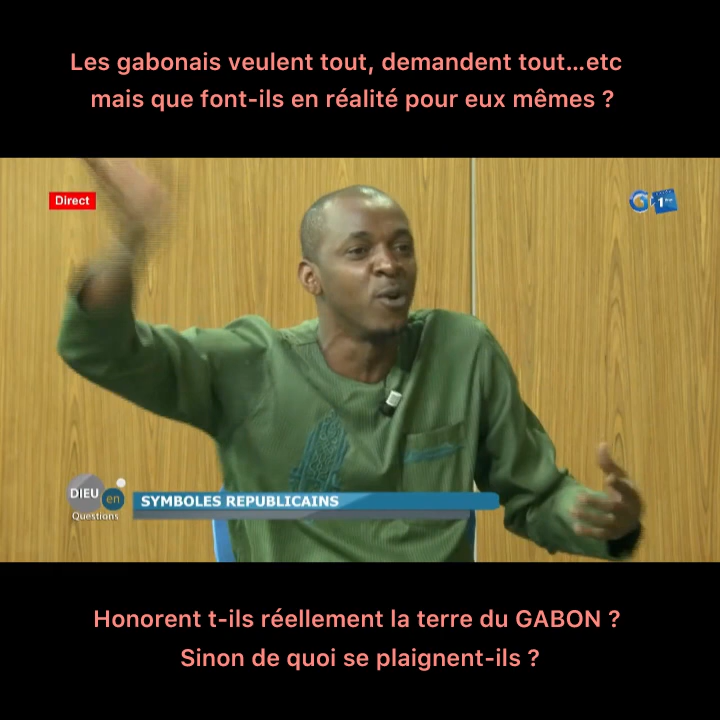 Les gabonais veulent tout, demandent tout...etc
mais que font-ils en réalité pour eux mêmes ?
Direct
G 1ère
DIEU en
Questions
SYMBOLES REPUBLICAINS
Honorent t-ils réellement la terre du GABON ?
Sinon de quoi se plaignent-ils ?